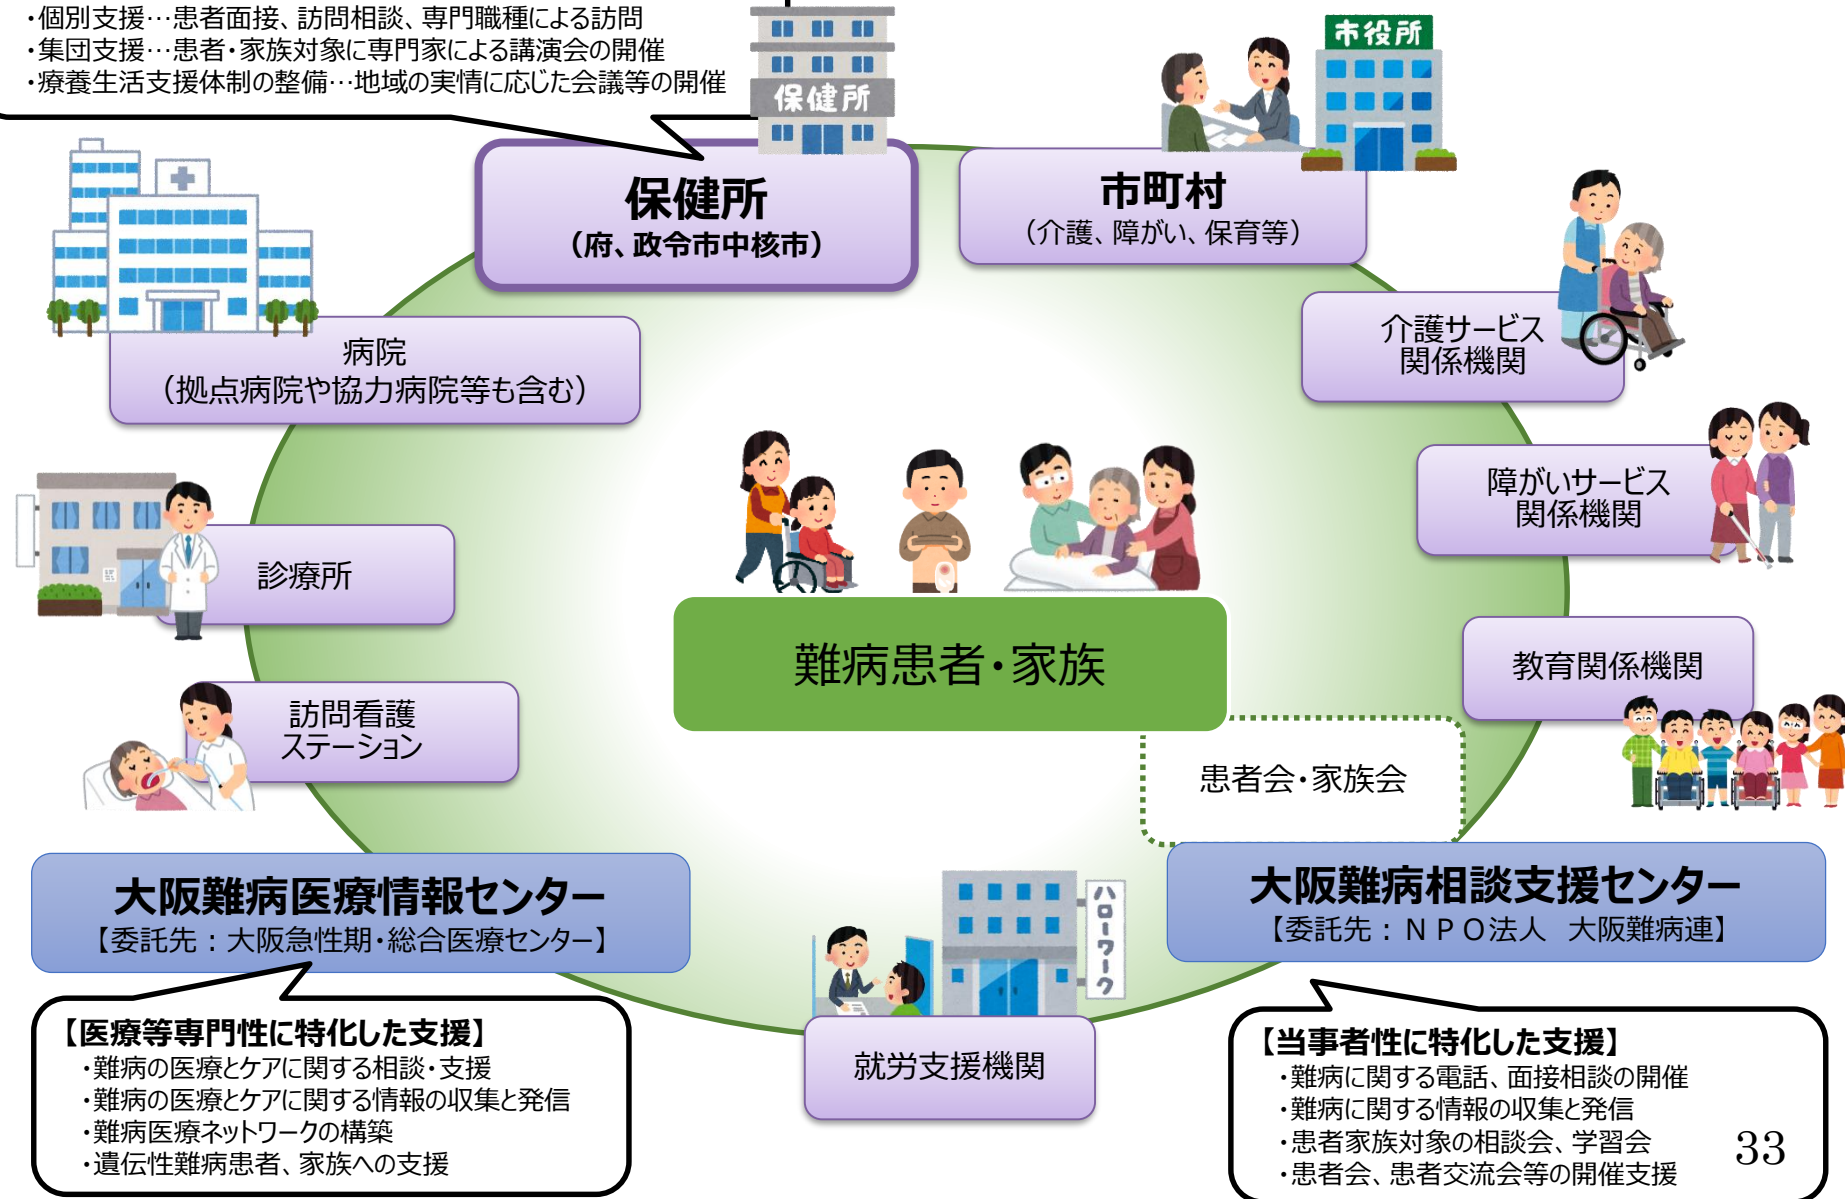 ・個別支援…患者面接、訪問相談、専門職種による訪問
・集団支援…患者・家族対象に専門家による講演会の開催
・療養生活支援体制の整備…地域の実情に応じた会議等の開催
保健所
市役所
保健所
（府、政令市中核市）
市町村
（介護、障がい、保育等）
病院
（拠点病院や協力病院等も含む）
介護サービス
関係機関
障がいサービス
関係機関
診療所
教育関係機関
訪問看護
ステーション
難病患者・家族
患者会・家族会
大阪難病医療情報センター
【委託先：大阪急性期・総合医療センター】
ハローワーク
大阪難病相談支援センター
【委託先：ＮＰＯ法人　大阪難病連】
就労支援機関
【医療等専門性に特化した支援】
・難病の医療とケアに関する相談・支援
・難病の医療とケアに関する情報の収集と発信
・難病医療ネットワークの構築
・遺伝性難病患者、家族への支援
【当事者性に特化した支援】
・難病に関する電話、面接相談の開催
・難病に関する情報の収集と発信
・患者家族対象の相談会、学習会
・患者会、患者交流会等の開催支援
33